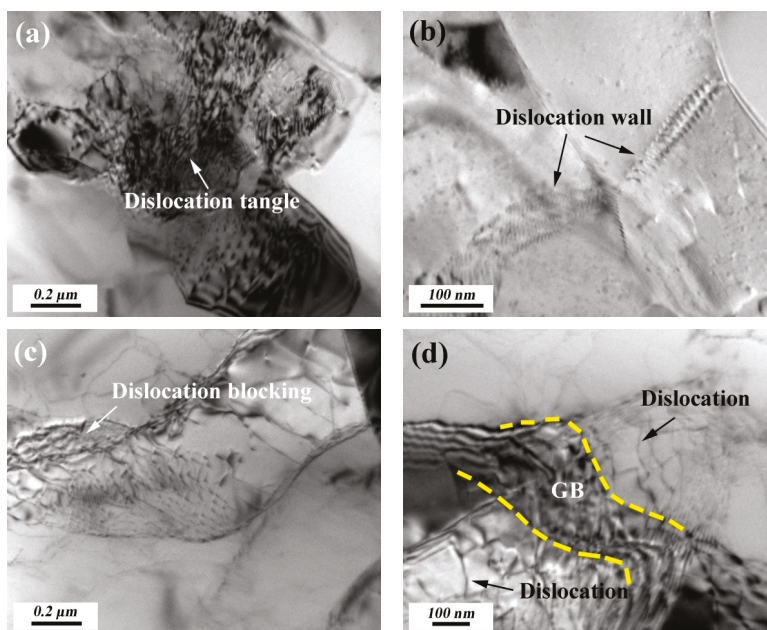 (a)
Dislocation tangle
0.2 μm
(b)
Dislocation wall
100 nm
(c)
Dislocation blocking
0.2 μm
(d)
Dislocation
GB
Dislocation
100 nm